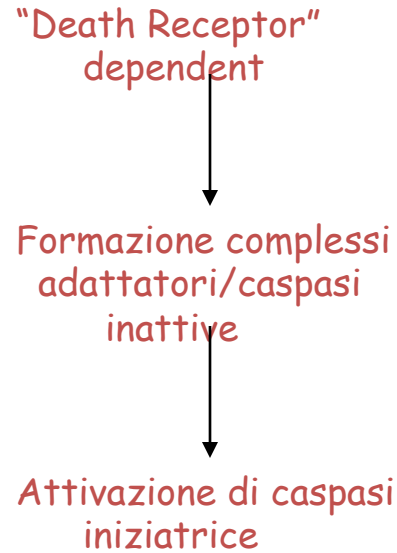 “Death Receptor”
dependent
Formazione complessi
adattatori/caspasi
inattive
Attivazione di caspasi
iniziatrice